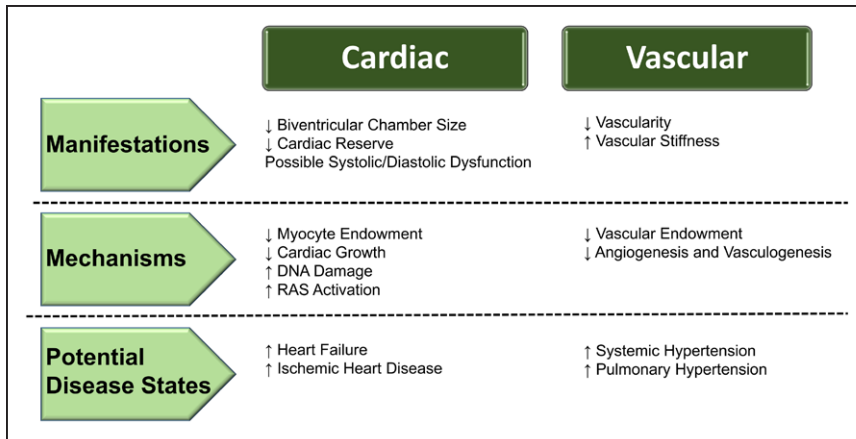 Cardiac
Vascular
Manifestations
↓ Biventricular Chamber Size
↓ Cardiac Reserve
Possible Systolic/Diastolic Dysfunction
↓ Vascularity
↑ Vascular Stiffness
Mechanisms
↓ Myocyte Endowment
↓ Cardiac Growth
↑ DNA Damage
↑ RAS Activation
↓ Vascular Endowment
↓ Angiogenesis and Vasculogenesis
Potential
Disease States
↑ Heart Failure
↑ Ischemic Heart Disease
↑ Systemic Hypertension
↑ Pulmonary Hypertension